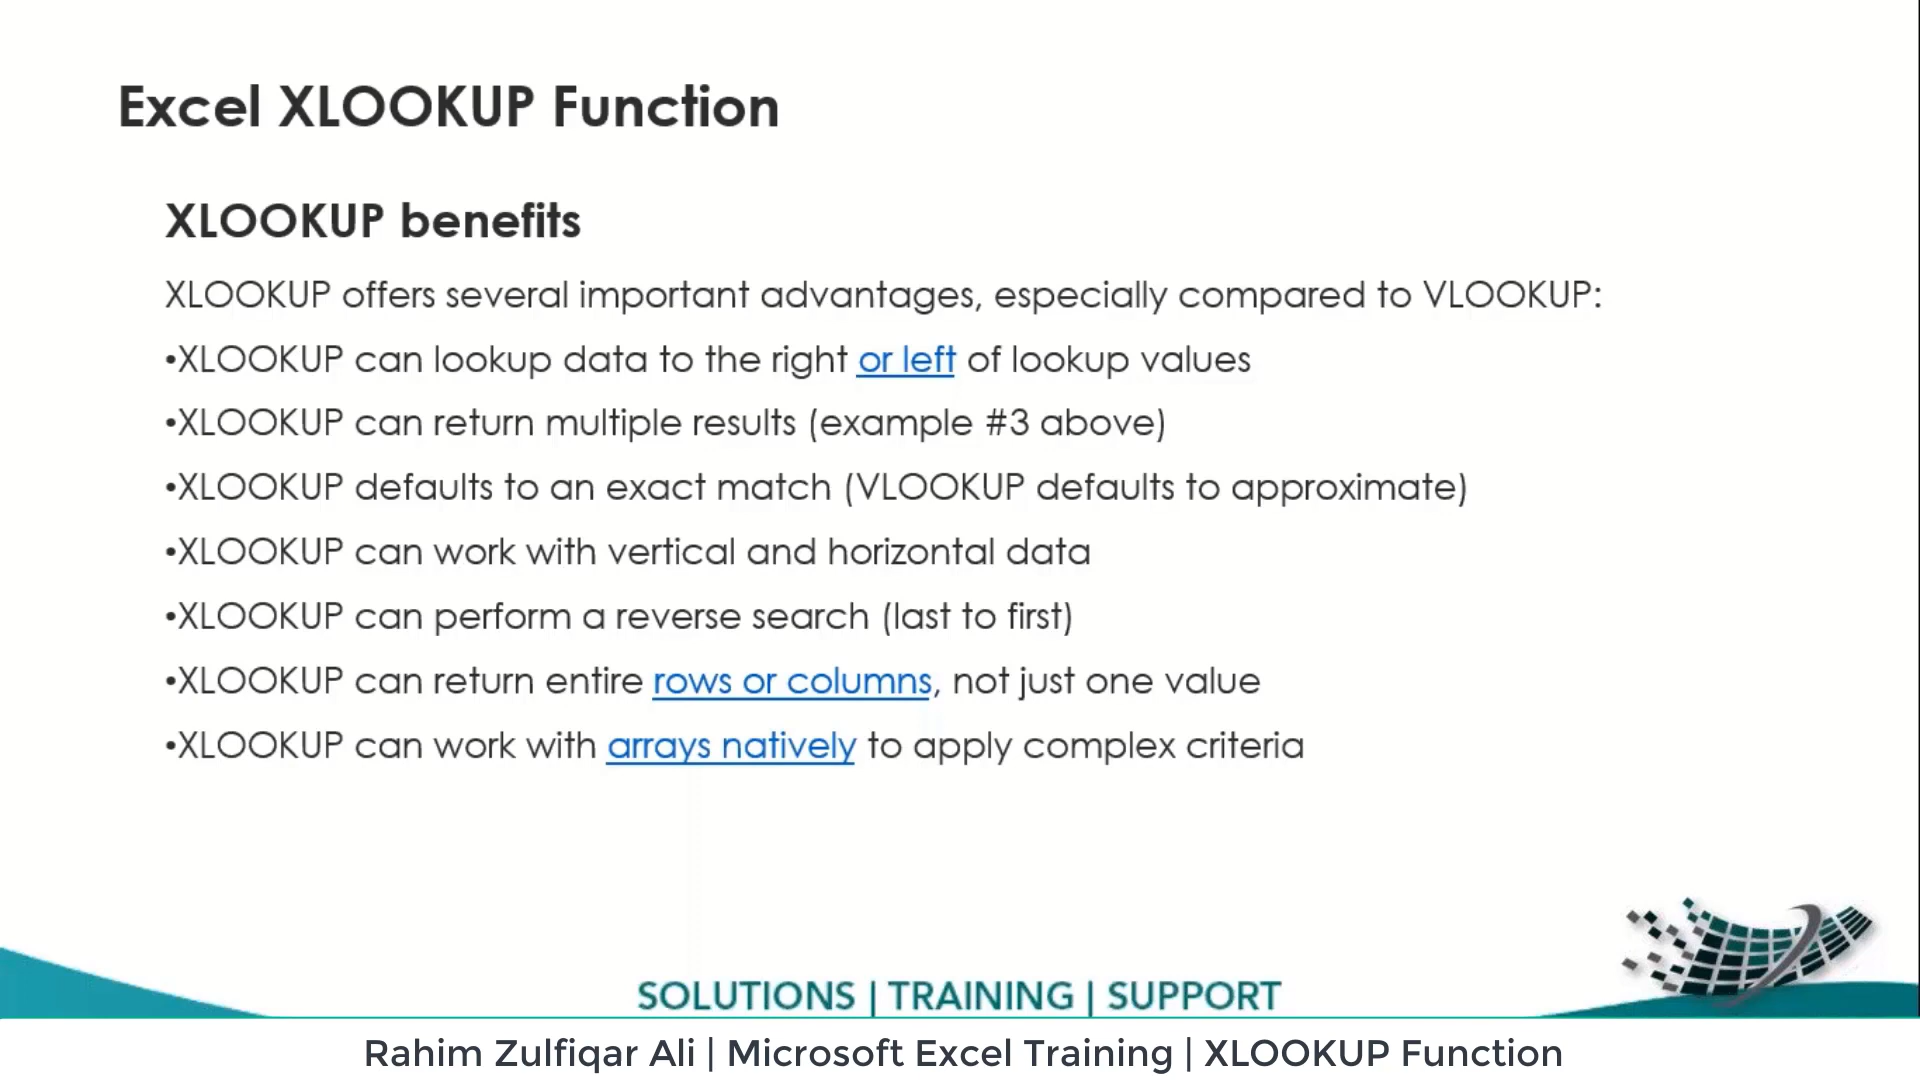 Excel XLOOKUP Function
XLOOKUP benefits
XLOOKUP offers several important advantages, especially compared to VLOOKUP:
•XLOOKUP can lookup data to the right or left of lookup values
•XLOOKUP can return multiple results (example #3 above)
•XLOOKUP defaults to an exact match (VLOOKUP defaults to approximate)
•XLOOKUP can work with vertical and horizontal data
•XLOOKUP can perform a reverse search (last to first)
•XLOOKUP can return entire rows or columns, not just one value
•XLOOKUP can work with arrays natively to apply complex criteria
SOLUTIONS | TRAINING | SUPPORT
Rahim Zulfiqar Ali | Microsoft Excel Training | XLOOKUP Function